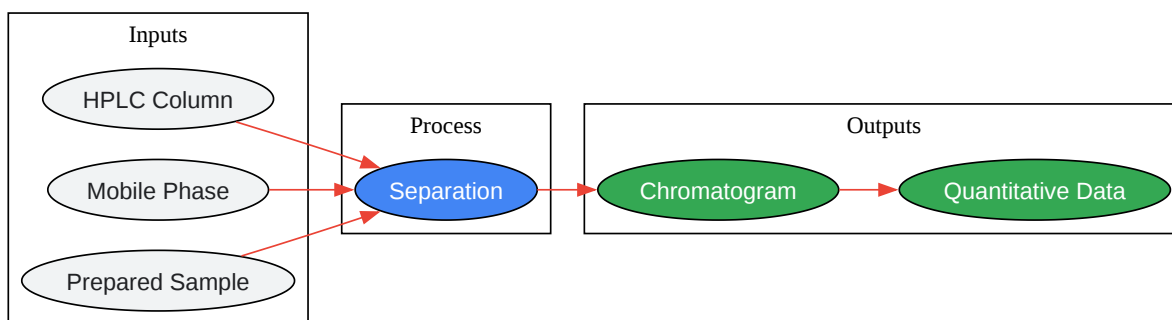 Inputs
HPLC Column
Mobile Phase
Prepared Sample
Process
Separation
Outputs
Chromatogram
Quantitative Data